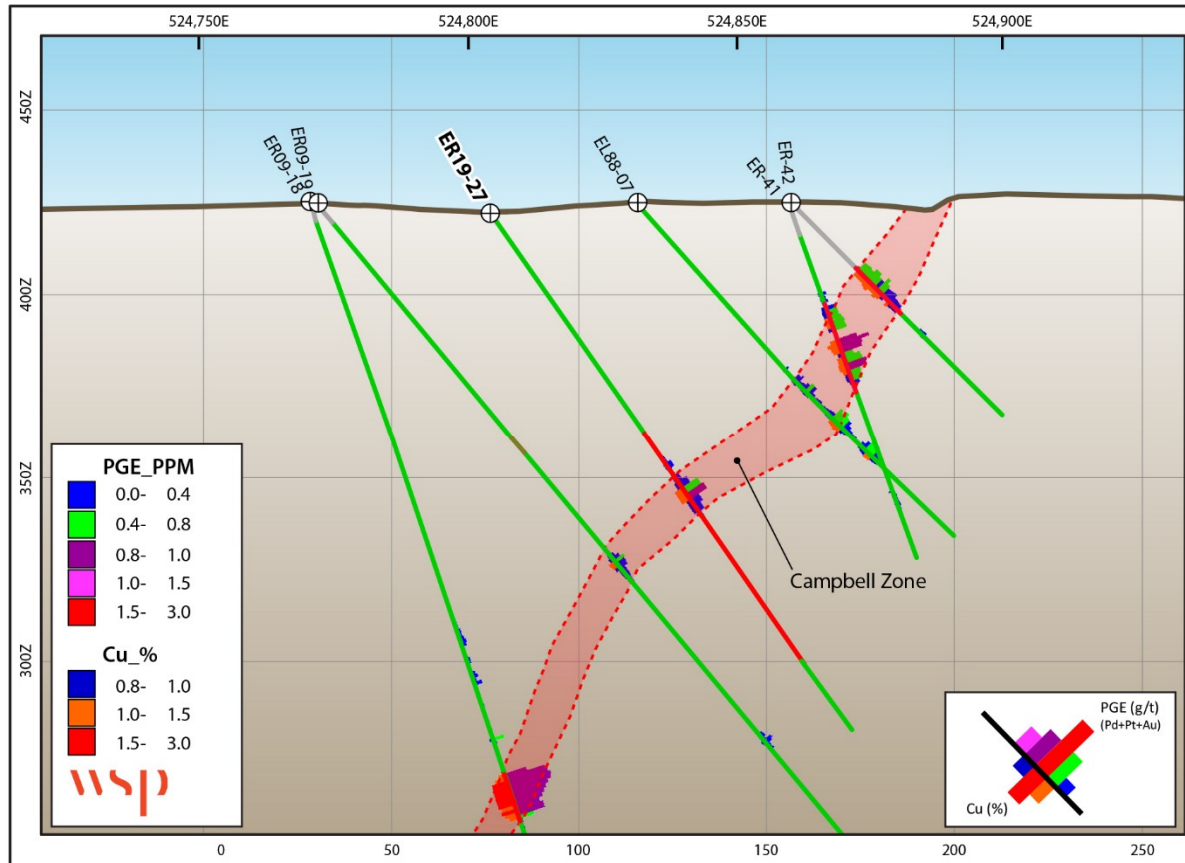 524,750E
524,800E
524,850E
524,900E
450Z
400Z
350Z
300Z
ER09-18
ER09-19
ER19-27
EL88-07
ER-41
ER-42
Campbell Zone
PGE_PPM
0.0- 0.4
0.4- 0.8
0.8- 1.0
1.0- 1.5
1.5- 3.0
Cu_%
0.8- 1.0
1.0- 1.5
1.5- 3.0
wsp
PGE (g/t)
(Pd+Pt+Au)
Cu (%)
0
50
100
150
200
250